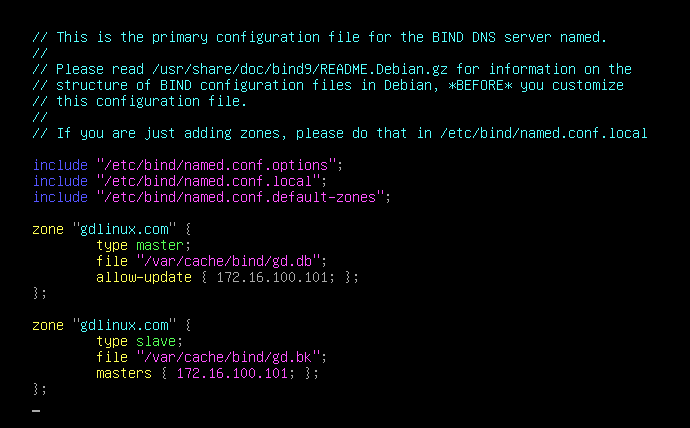 // This is the primary configuration file for the BIND DNS server named.
//
// Please read /usr/share/doc/bind9/README.Debian.gz for information on the
// structure of BIND configuration files in Debian, *BEFORE* you customize
// this configuration file.
//
// If you are just adding zones, please do that in /etc/bind/named.conf.local
include "/etc/bind/named.conf.options";
include "/etc/bind/named.conf.local";
include "/etc/bind/named.conf.default-zones";
zone "gdlinux.com" {
        type master;
        file "/var/cache/bind/gd.db";
        allow-update { 172.16.100.101; };
};
zone "gdlinux.com" {
        type slave;
        file "/var/cache/bind/gd.bk";
        masters { 172.16.100.101; };
};